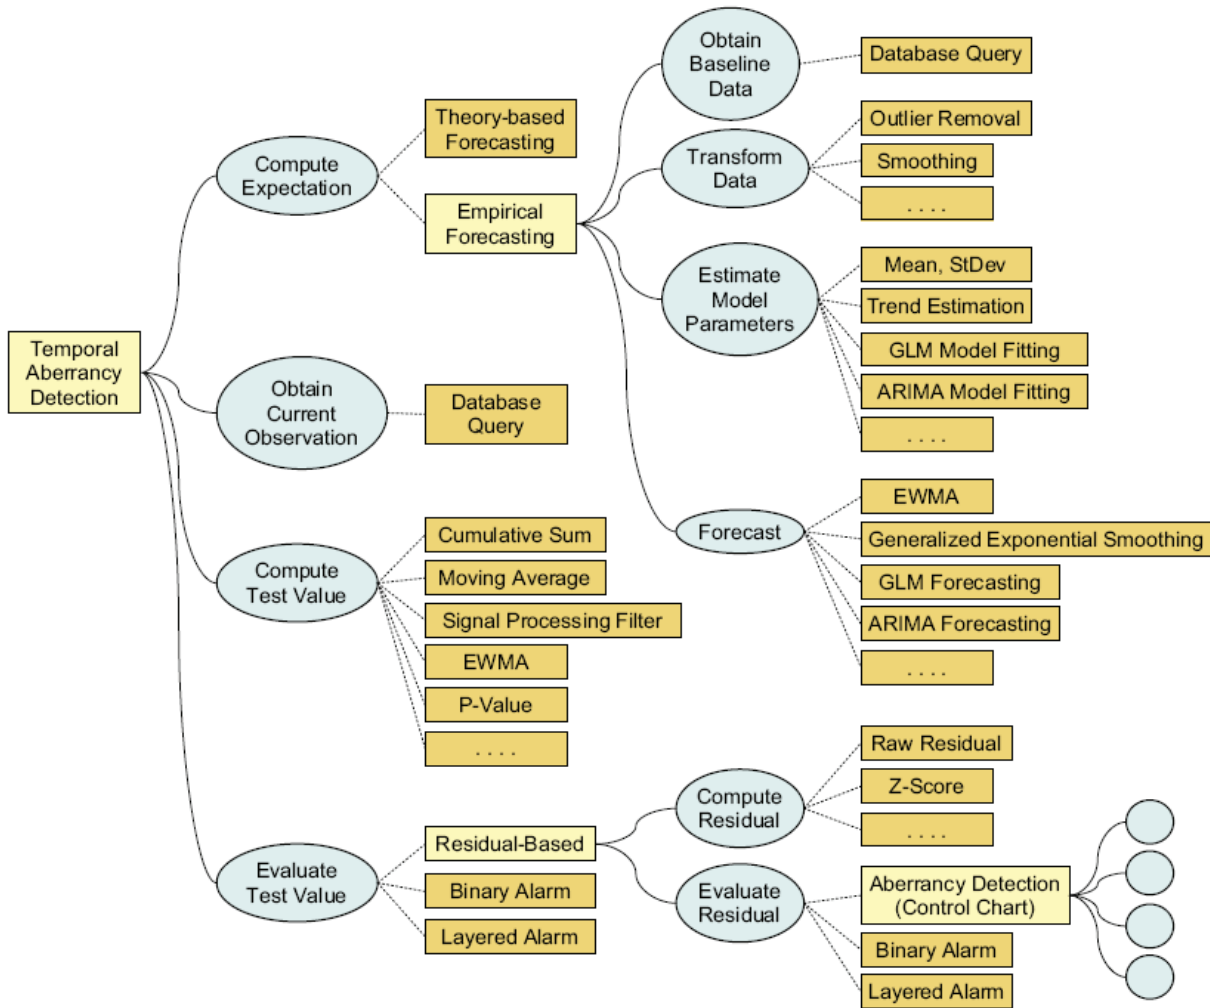 Temporal
Aberrancy
Detection
Compute
Expectation
Theory-based
Forecasting
Empirical
Forecasting
Obtain
Baseline
Data
Database Query
Transform
Data
Outlier Removal
Smoothing
. . . .
Estimate
Model
Parameters
Mean, StDev
Trend Estimation
GLM Model Fitting
ARIMA Model Fitting
. . . .
Forecast
EWMA
Generalized Exponential Smoothing
GLM Forecasting
ARIMA Forecasting
. . . .
Obtain
Current
Observation
Database
Query
Compute
Test Value
Cumulative Sum
Moving Average
Signal Processing Filter
EWMA
P-Value
. . . .
Evaluate
Test Value
Residual-Based
Binary Alarm
Layered Alarm
Compute
Residual
Raw Residual
Z-Score
. . . .
Evaluate
Residual
Aberrancy Detection
(Control Chart)
Binary Alarm
Layered Alarm